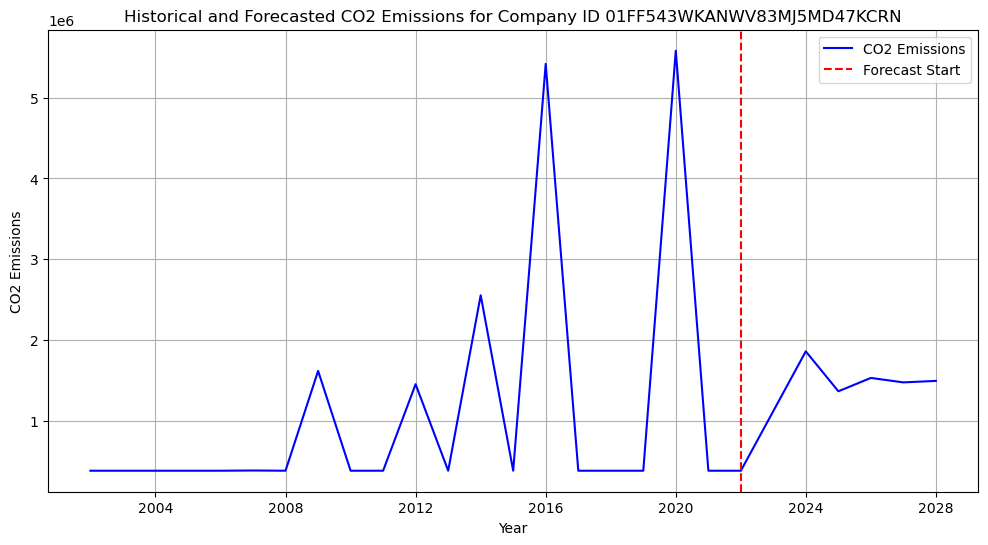 Historical and Forecasted CO2 Emissions for Company ID 01FF543WKANWV83MJ5MD47KCRN
1e6
CO2 Emissions
Forecast Start
5
4
3
2
1
CO2 Emissions
2004 2008 2012 2016 2020 2024 2028
Year